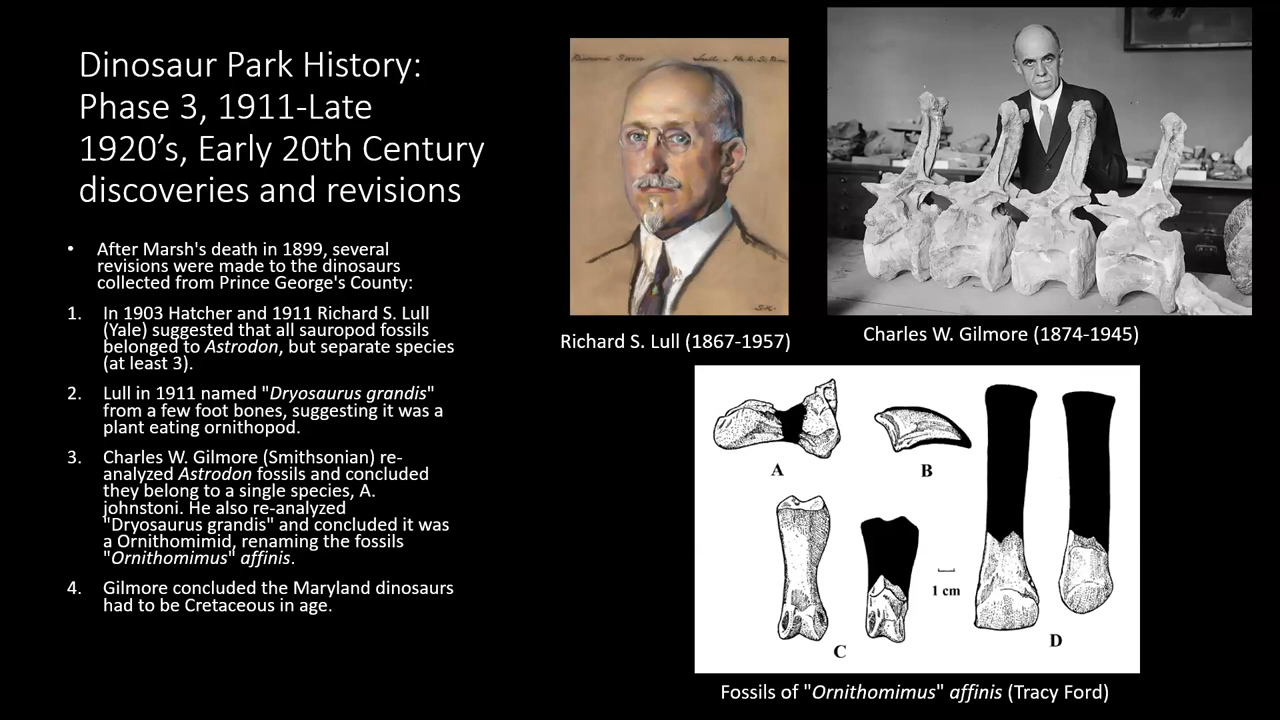 Dinosaur Park History:
Phase 3, 1911-Late
1920’s, Early 20th Century
discoveries and revisions
• After Marsh's death in 1899, several
revisions were made to the dinosaurs
collected from Prince George's County:
1. In 1903 Hatcher and 1911 Richard S. Lull
(Yale) suggested that all sauropod fossils
belonged to Astrodon, but separate species
(at least 3).
2. Lull in 1911 named "Dryosaurus grandis"
from a few foot bones, suggesting it was a
plant eating ornithopod.
3. Charles W. Gilmore (Smithsonian) re-
analyzed Astrodon fossils and concluded
they belong to a single species, A.
johnstoni. He also re-analyzed
"Dryosaurus grandis" and concluded it was
a Ornithomimid, renaming the fossils
"Ornithomimus" affinis.
4. Gilmore concluded the Maryland dinosaurs
had to be Cretaceous in age.
Richard S. Lull (1867-1957)
Charles W. Gilmore (1874-1945)
A
B
C
1 cm
D
Fossils of "Ornithomimus" affinis (Tracy Ford)